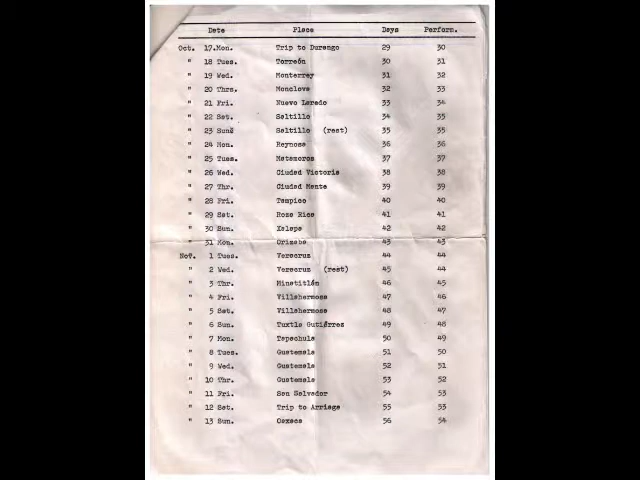 Date Place Days Perform.
Oct. 17.Mon. Trip to Durango 29 30
" 18 Tues. Torreón 30 31
" 19 Wed. Monterrey 31 32
" 20 Thrs. Monclova 32 33
" 21 Fri. Nuevo Laredo 33 34
" 22 Sat. Saltillo 34 35
" 23 Saltillo (rest) 35 35
" 24 Mon. Reynosa 36 36
" 25 Tues. Matamoros 37 37
" 26 Wed. Ciudad Victoria 38 38
" 27 Thr. Ciudad Mante 39 39
" 28 Fri. Tampico 40 40
" 29 Sat. Roza Rica 41 41
" 30 Sun. Xalapa 42 42
" 31 Mon. Orizaba 43 43
Nov. 1 Tues. Veracruz 44 44
" 2 Wed. Veracruz (rest) 45 44
" 3 Thr. Minatitlán 46 45
" 4 Fri. Villahermosa 47 46
" 5 Sat. Villahermosa 48 47
" 6 Sun. Tuxtla Gutiérrez 49 48
" 7 Mon. Tapachula 50 49
" 8 Tues. Guatemala 51 50
" 9 Wed. Guatemala 52 51
" 10 Thr. Guatemala 53 52
" 11 Fri. San Salvador 54 53
" 12 Sat. Trip to Arriaga 55 53
" 13 Sun. Oaxaca 56 54